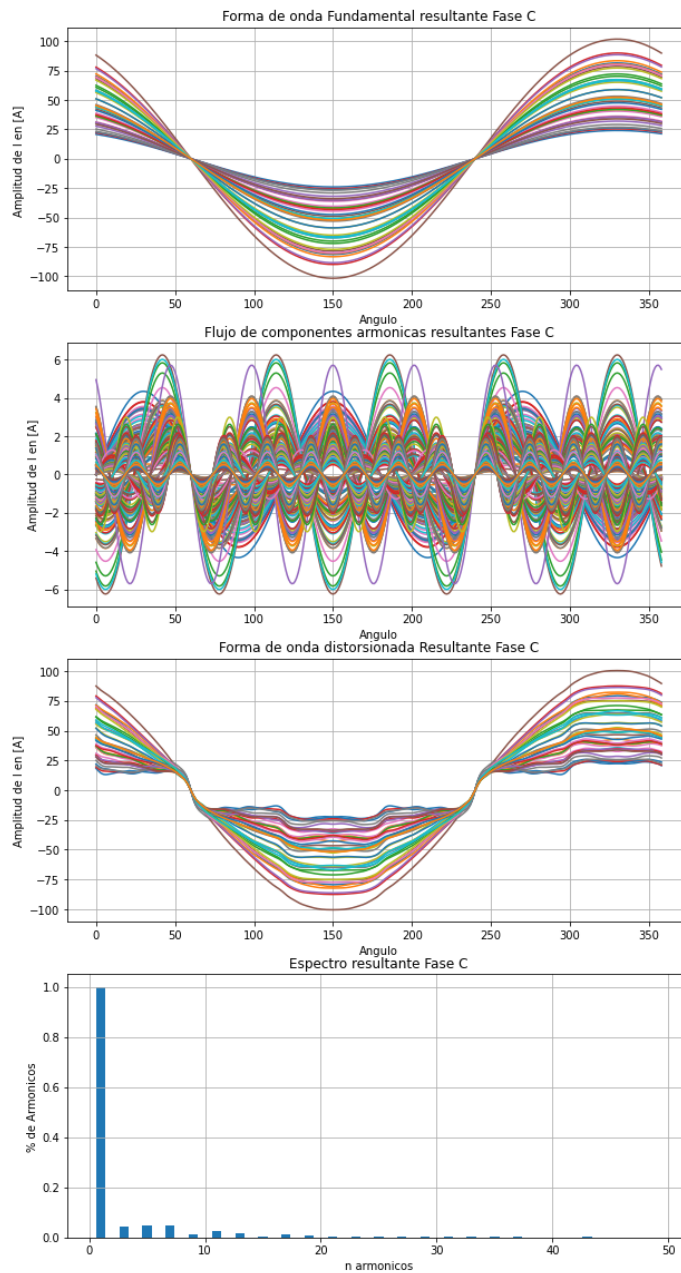 Forma de onda Fundamental resultante Fase C
100
75
50
25
0
−25
−50
−75
−100
Amplitud de I en [A]
0 50 100 150 200 250 300 350
Angulo
Flujo de componentes armonicas resultantes Fase C
6
4
2
0
−2
−4
−6
Amplitud de I en [A]
0 50 100 150 200 250 300 350
Angulo
Forma de onda distorsionada Resultante Fase C
100
75
50
25
0
−25
−50
−75
−100
Amplitud de I en [A]
0 50 100 150 200 250 300 350
Angulo
Espectro resultante Fase C
1.0
0.8
0.6
0.4
0.2
0.0
% de Armonicos
0 10 20 30 40 50
n armonicos